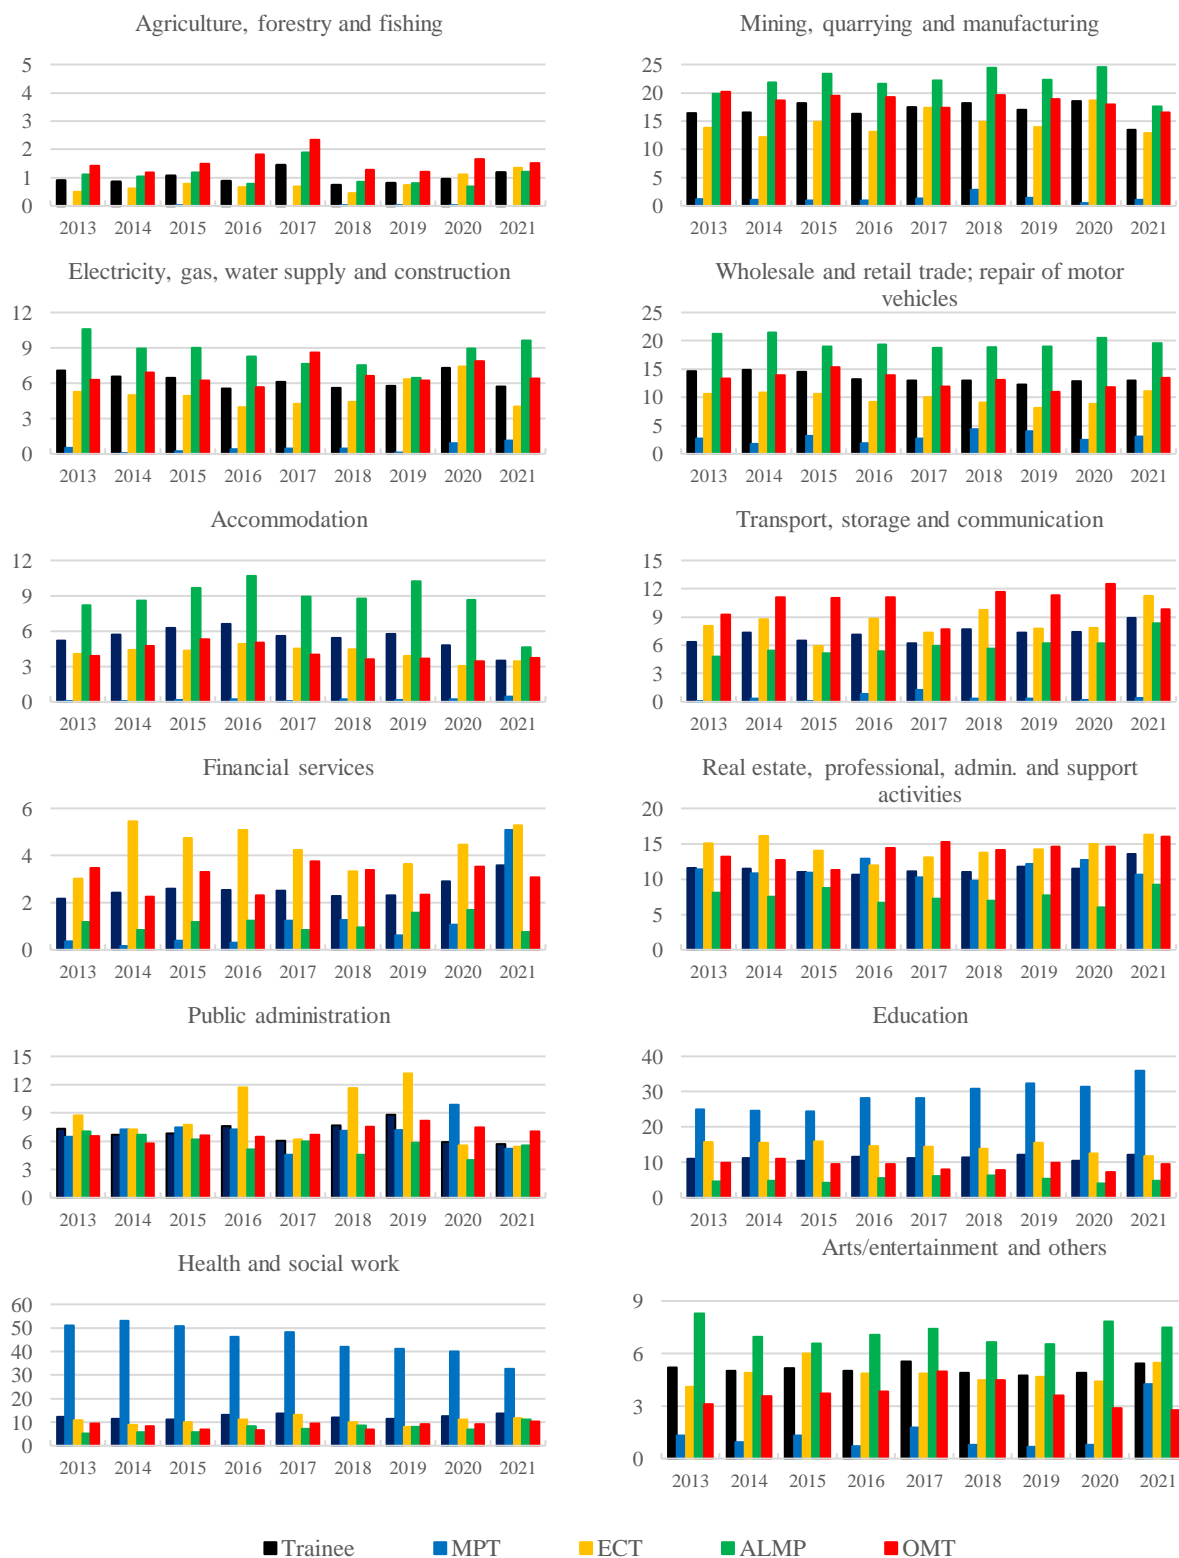 Agriculture, forestry and fishing
5
4
3
2
1
0
2013 2014 2015 2016 2017 2018 2019 2020 2021
Mining, quarrying and manufacturing
25
20
15
10
5
0
2013 2014 2015 2016 2017 2018 2019 2020 2021
Electricity, gas, water supply and construction
12
9
6
3
0
2013 2014 2015 2016 2017 2018 2019 2020 2021
Wholesale and retail trade; repair of motor
vehicles
25
20
15
10
5
0
2013 2014 2015 2016 2017 2018 2019 2020 2021
Accommodation
12
9
6
3
0
2013 2014 2015 2016 2017 2018 2019 2020 2021
Transport, storage and communication
15
12
9
6
3
0
2013 2014 2015 2016 2017 2018 2019 2020 2021
Financial services
6
4
2
0
2013 2014 2015 2016 2017 2018 2019 2020 2021
Real estate, professional, admin. and support
activities
20
15
10
5
0
2013 2014 2015 2016 2017 2018 2019 2020 2021
Public administration
15
12
9
6
3
0
2013 2014 2015 2016 2017 2018 2019 2020 2021
Education
40
30
20
10
0
2013 2014 2015 2016 2017 2018 2019 2020 2021
Health and social work
60
50
40
30
20
10
0
2013 2014 2015 2016 2017 2018 2019 2020 2021
Arts/entertainment and others
9
6
3
0
2013 2014 2015 2016 2017 2018 2019 2020 2021
Trainee MPT ECT ALMP OMT